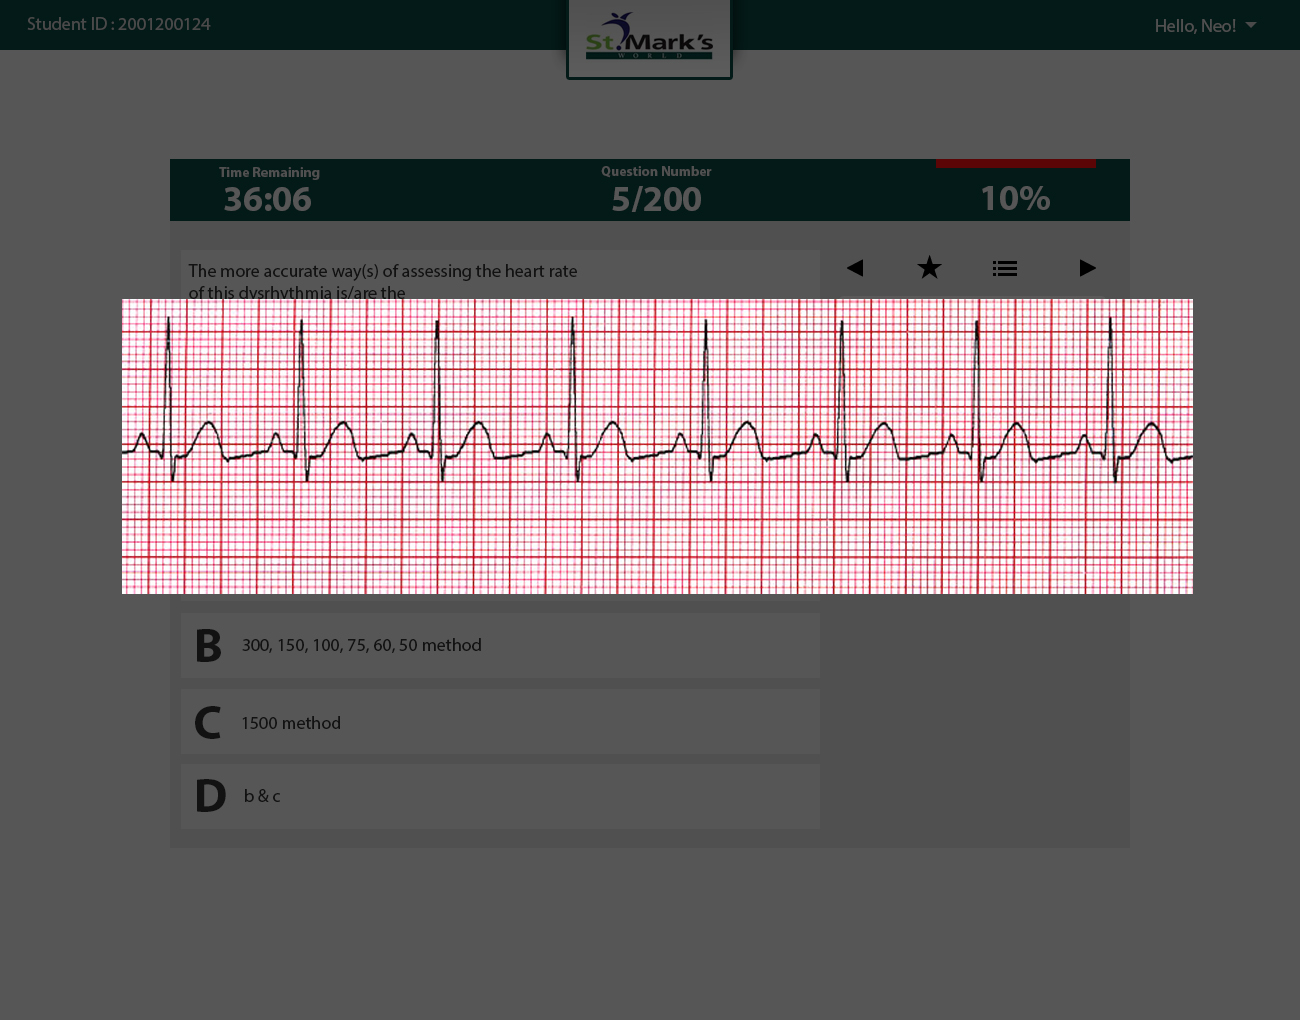 Student ID : 2001200124
St. Mark's
WORLD
Hello, Neo!
Time Remaining
36:06
Question Number
5/200
10%
The more accurate way(s) of assessing the heart rate
of this dysrhythmia is/are the
B 300, 150, 100, 75, 60, 50 method
C 1500 method
D b & c